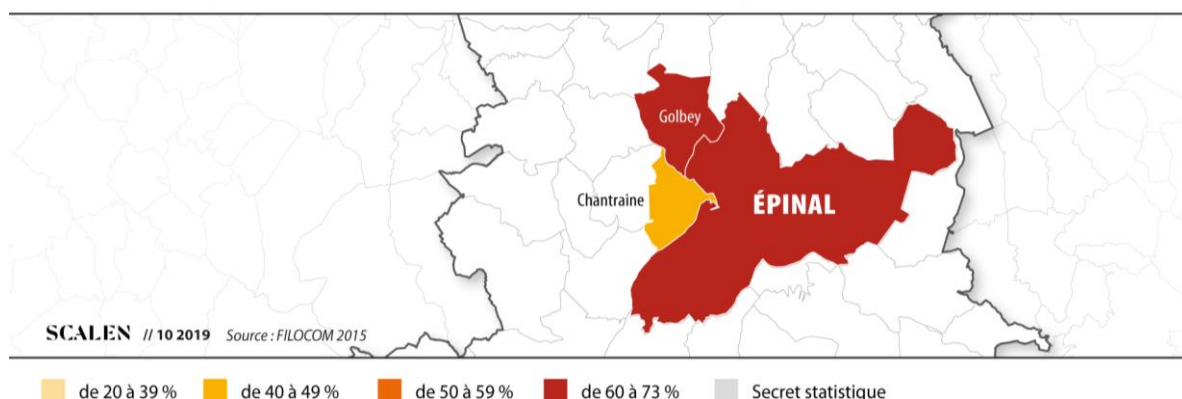 Golbey
Chantraine
ÉPINAL
SCALEN // 10 2019 Source : FILOCOM 2015
de 20 à 39 % de 40 à 49 % de 50 à 59 % de 60 à 73 % Secret statistique